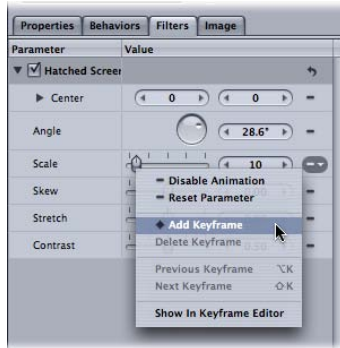 Properties Behaviors Filters Image
Parameter Value
Hatched Screen
Center 0 0
Angle 28.6°
Scale 10
Disable Animation
Skew
Reset Parameter
Stretch
Add Keyframe
Contrast
Delete Keyframe
Previous Keyframe ⌥K
Next Keyframe ⇧K
Show In Keyframe Editor